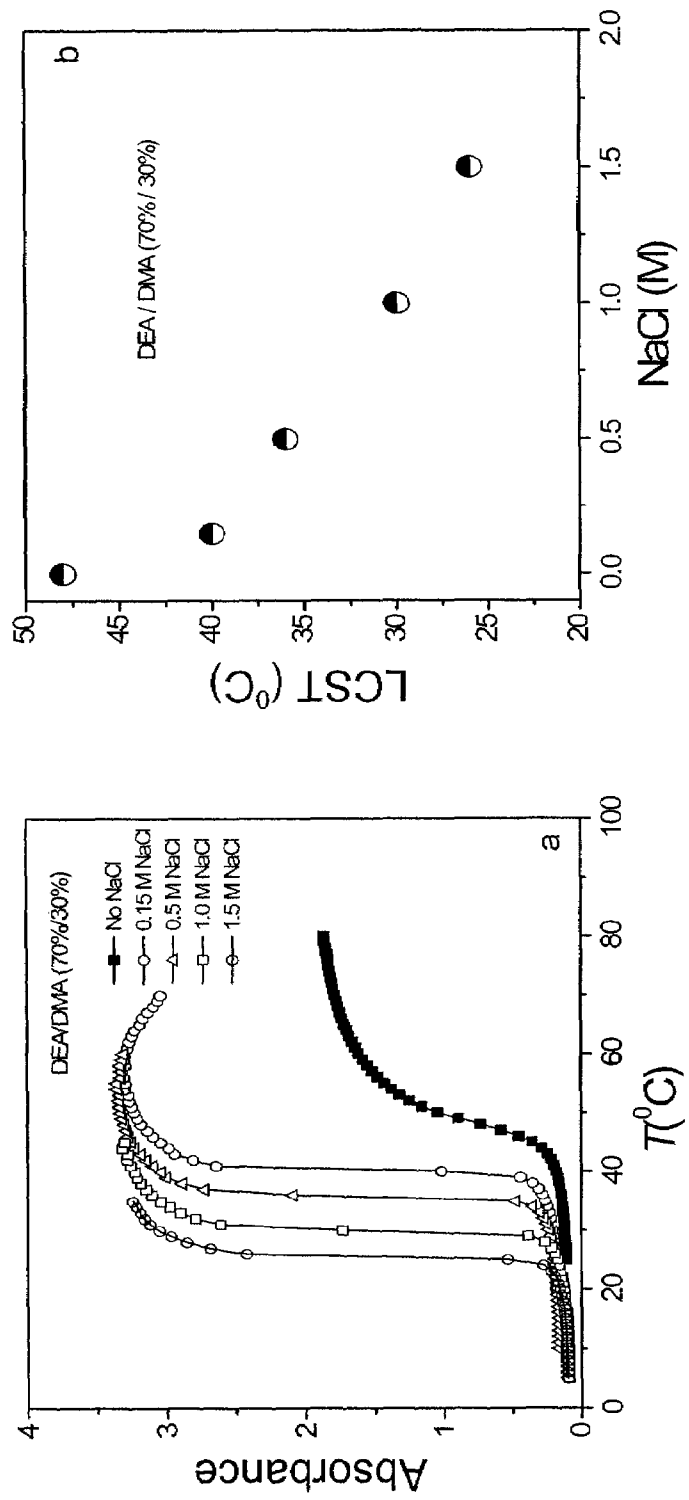 DEA/DMA (70%/30%)
No NaCl
0.15 M NaCl
0.5 M NaCl
1.0 M NaCl
1.5 M NaCl
a
4
3
2
1
0
Absorbance
0
20
40
60
80
100
T(⁰C)
b
DEA / DMA (70% / 30%)
50
45
40
35
30
25
20
LCST (⁰C)
0.0
0.5
1.0
1.5
2.0
NaCl (M)